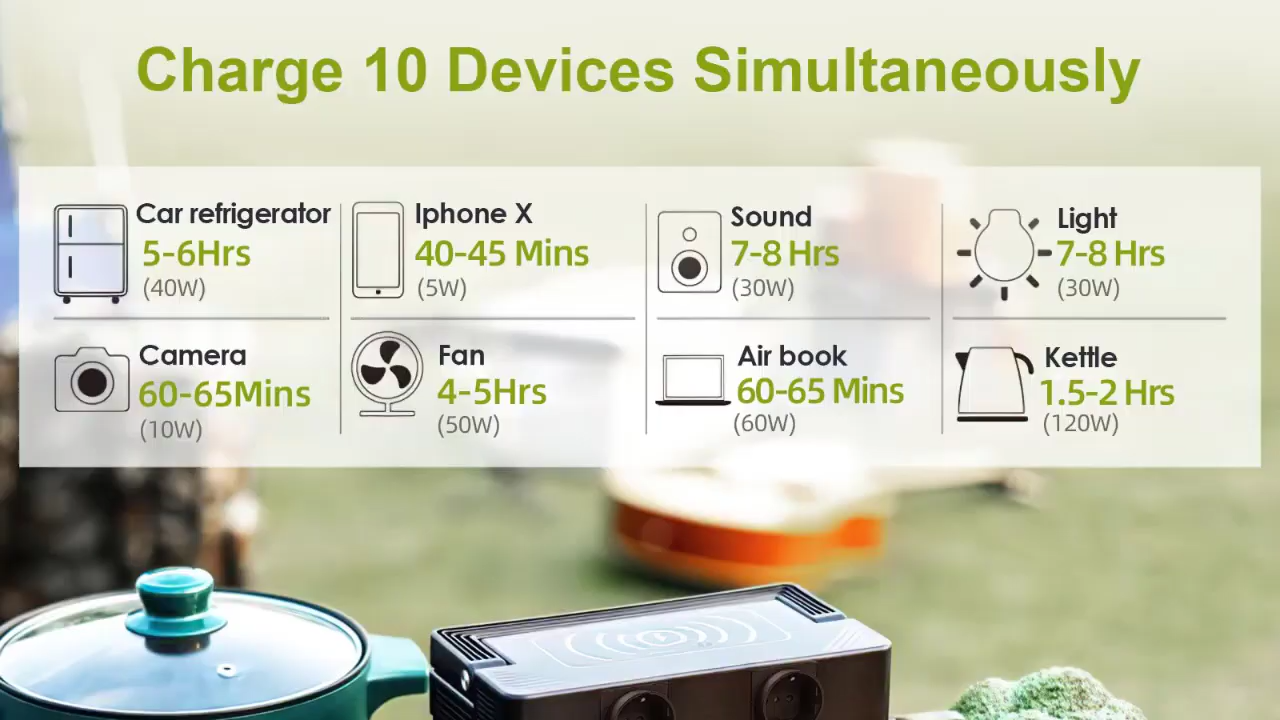 Charge 10 Devices Simultaneously
Car refrigerator
5-6Hrs
(40W)
Iphone X
40-45 Mins
(5W)
Sound
7-8 Hrs
(30W)
Light
7-8 Hrs
(30W)
Camera
60-65Mins
(10W)
Fan
4-5Hrs
(50W)
Air book
60-65 Mins
(60W)
Kettle
1.5-2 Hrs
(120W)